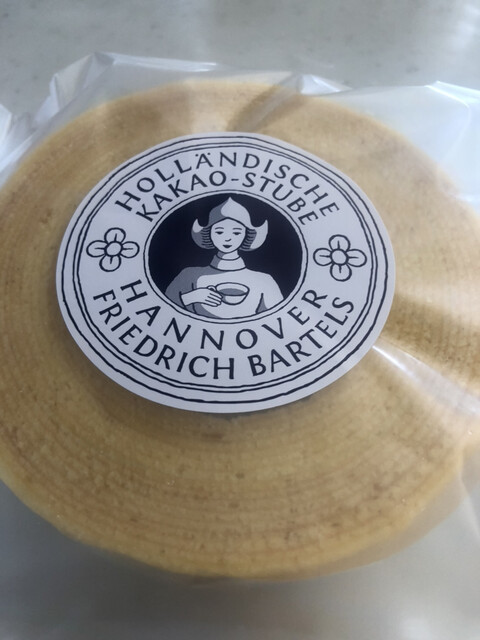 HOLLÄNDISCHE
KAKAO-STUBE
HANNOVER
FRIEDRICH BARTELS